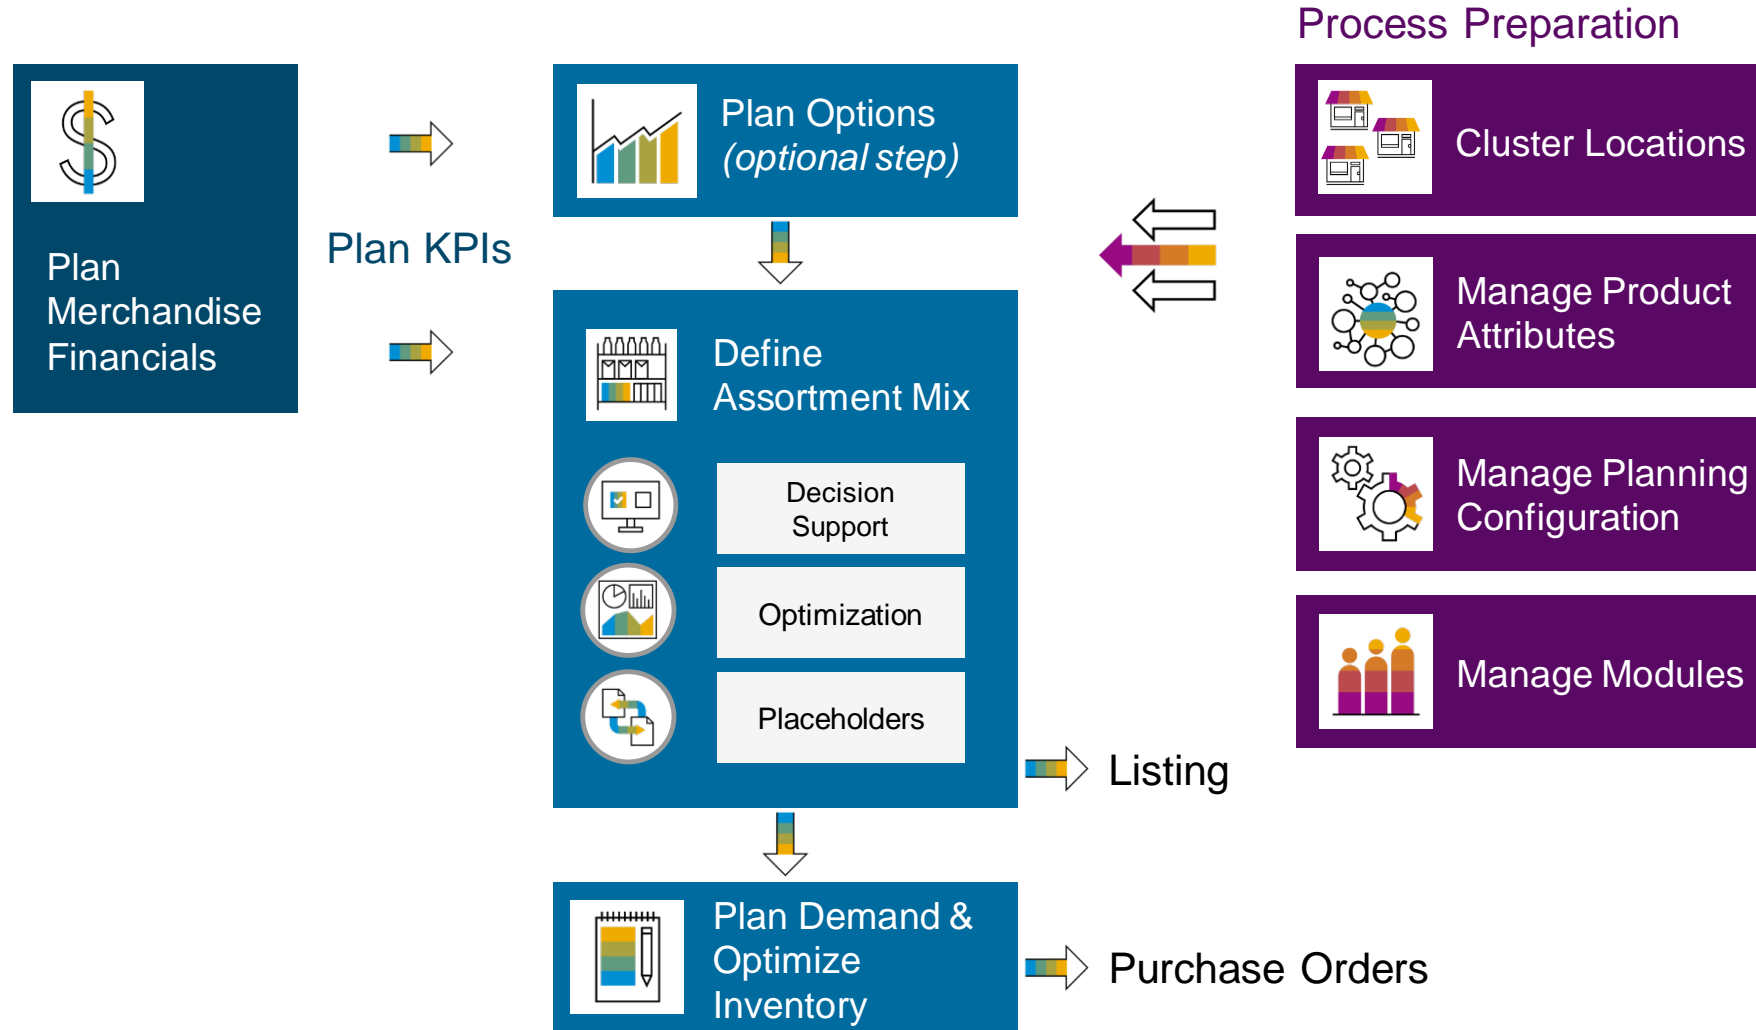 Process Preparation
Plan
Merchandise
Financials
Plan KPIs
Plan Options
(optional step)
Define
Assortment Mix
Decision
Support
Optimization
Placeholders
Listing
Plan Demand &
Optimize
Inventory
Purchase Orders
Cluster Locations
Manage Product
Attributes
Manage Planning
Configuration
Manage Modules